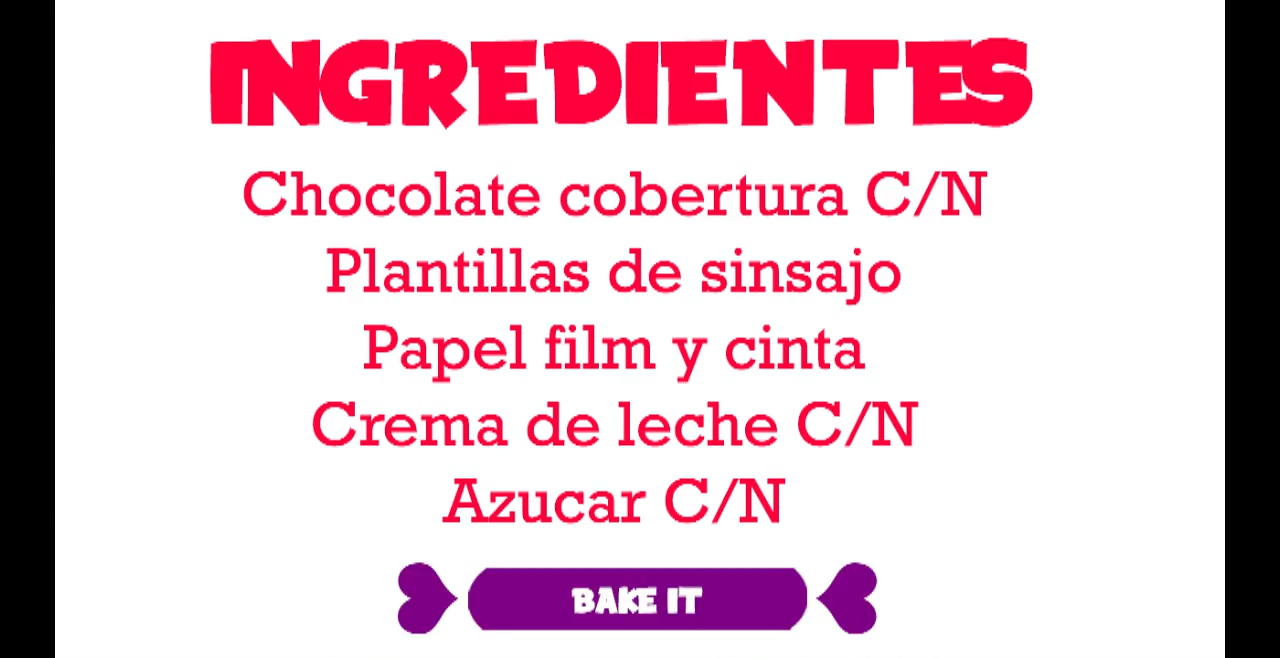 INGREDIENTES
Chocolate cobertura C/N
Plantillas de sinsajo
Papel film y cinta
Crema de leche C/N
Azucar C/N
BAKE IT